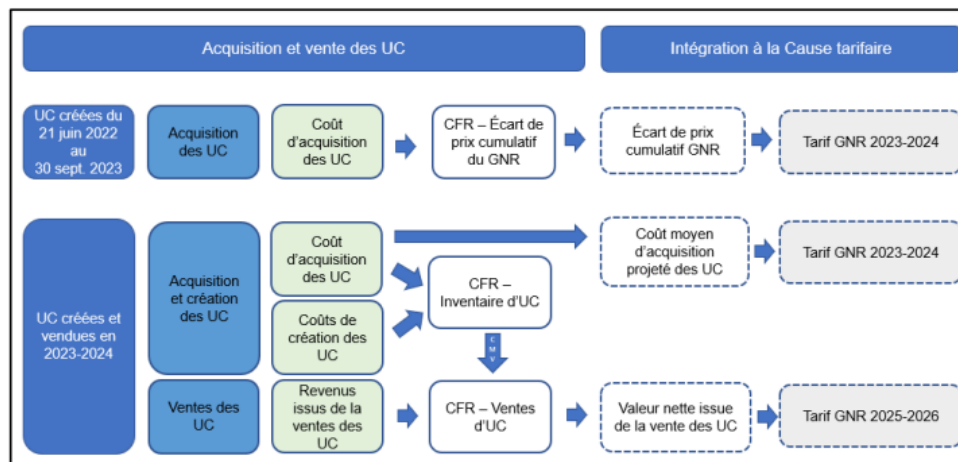 Acquisition et vente des UC
Intégration à la Cause tarifaire
UC créées du
21 juin 2022
au
30 sept. 2023
Acquisition
des UC
Coût
d'acquisition
des UC
CFR – Écart de
prix cumulatif
du GNR
Écart de prix
cumulatif GNR
Tarif GNR 2023-2024
UC créées et
vendues en
2023-2024
Acquisition
et création
des UC
Coût
d'acquisition
des UC
Coûts de
création des
UC
CFR –
Inventaire d'UC
Coût moyen
d'acquisition
projeté des UC
Tarif GNR 2023-2024
CMV
Ventes des
UC
Revenus
issus de la
ventes des
UC
CFR – Ventes
d'UC
Valeur nette issue
de la vente des UC
Tarif GNR 2025-2026